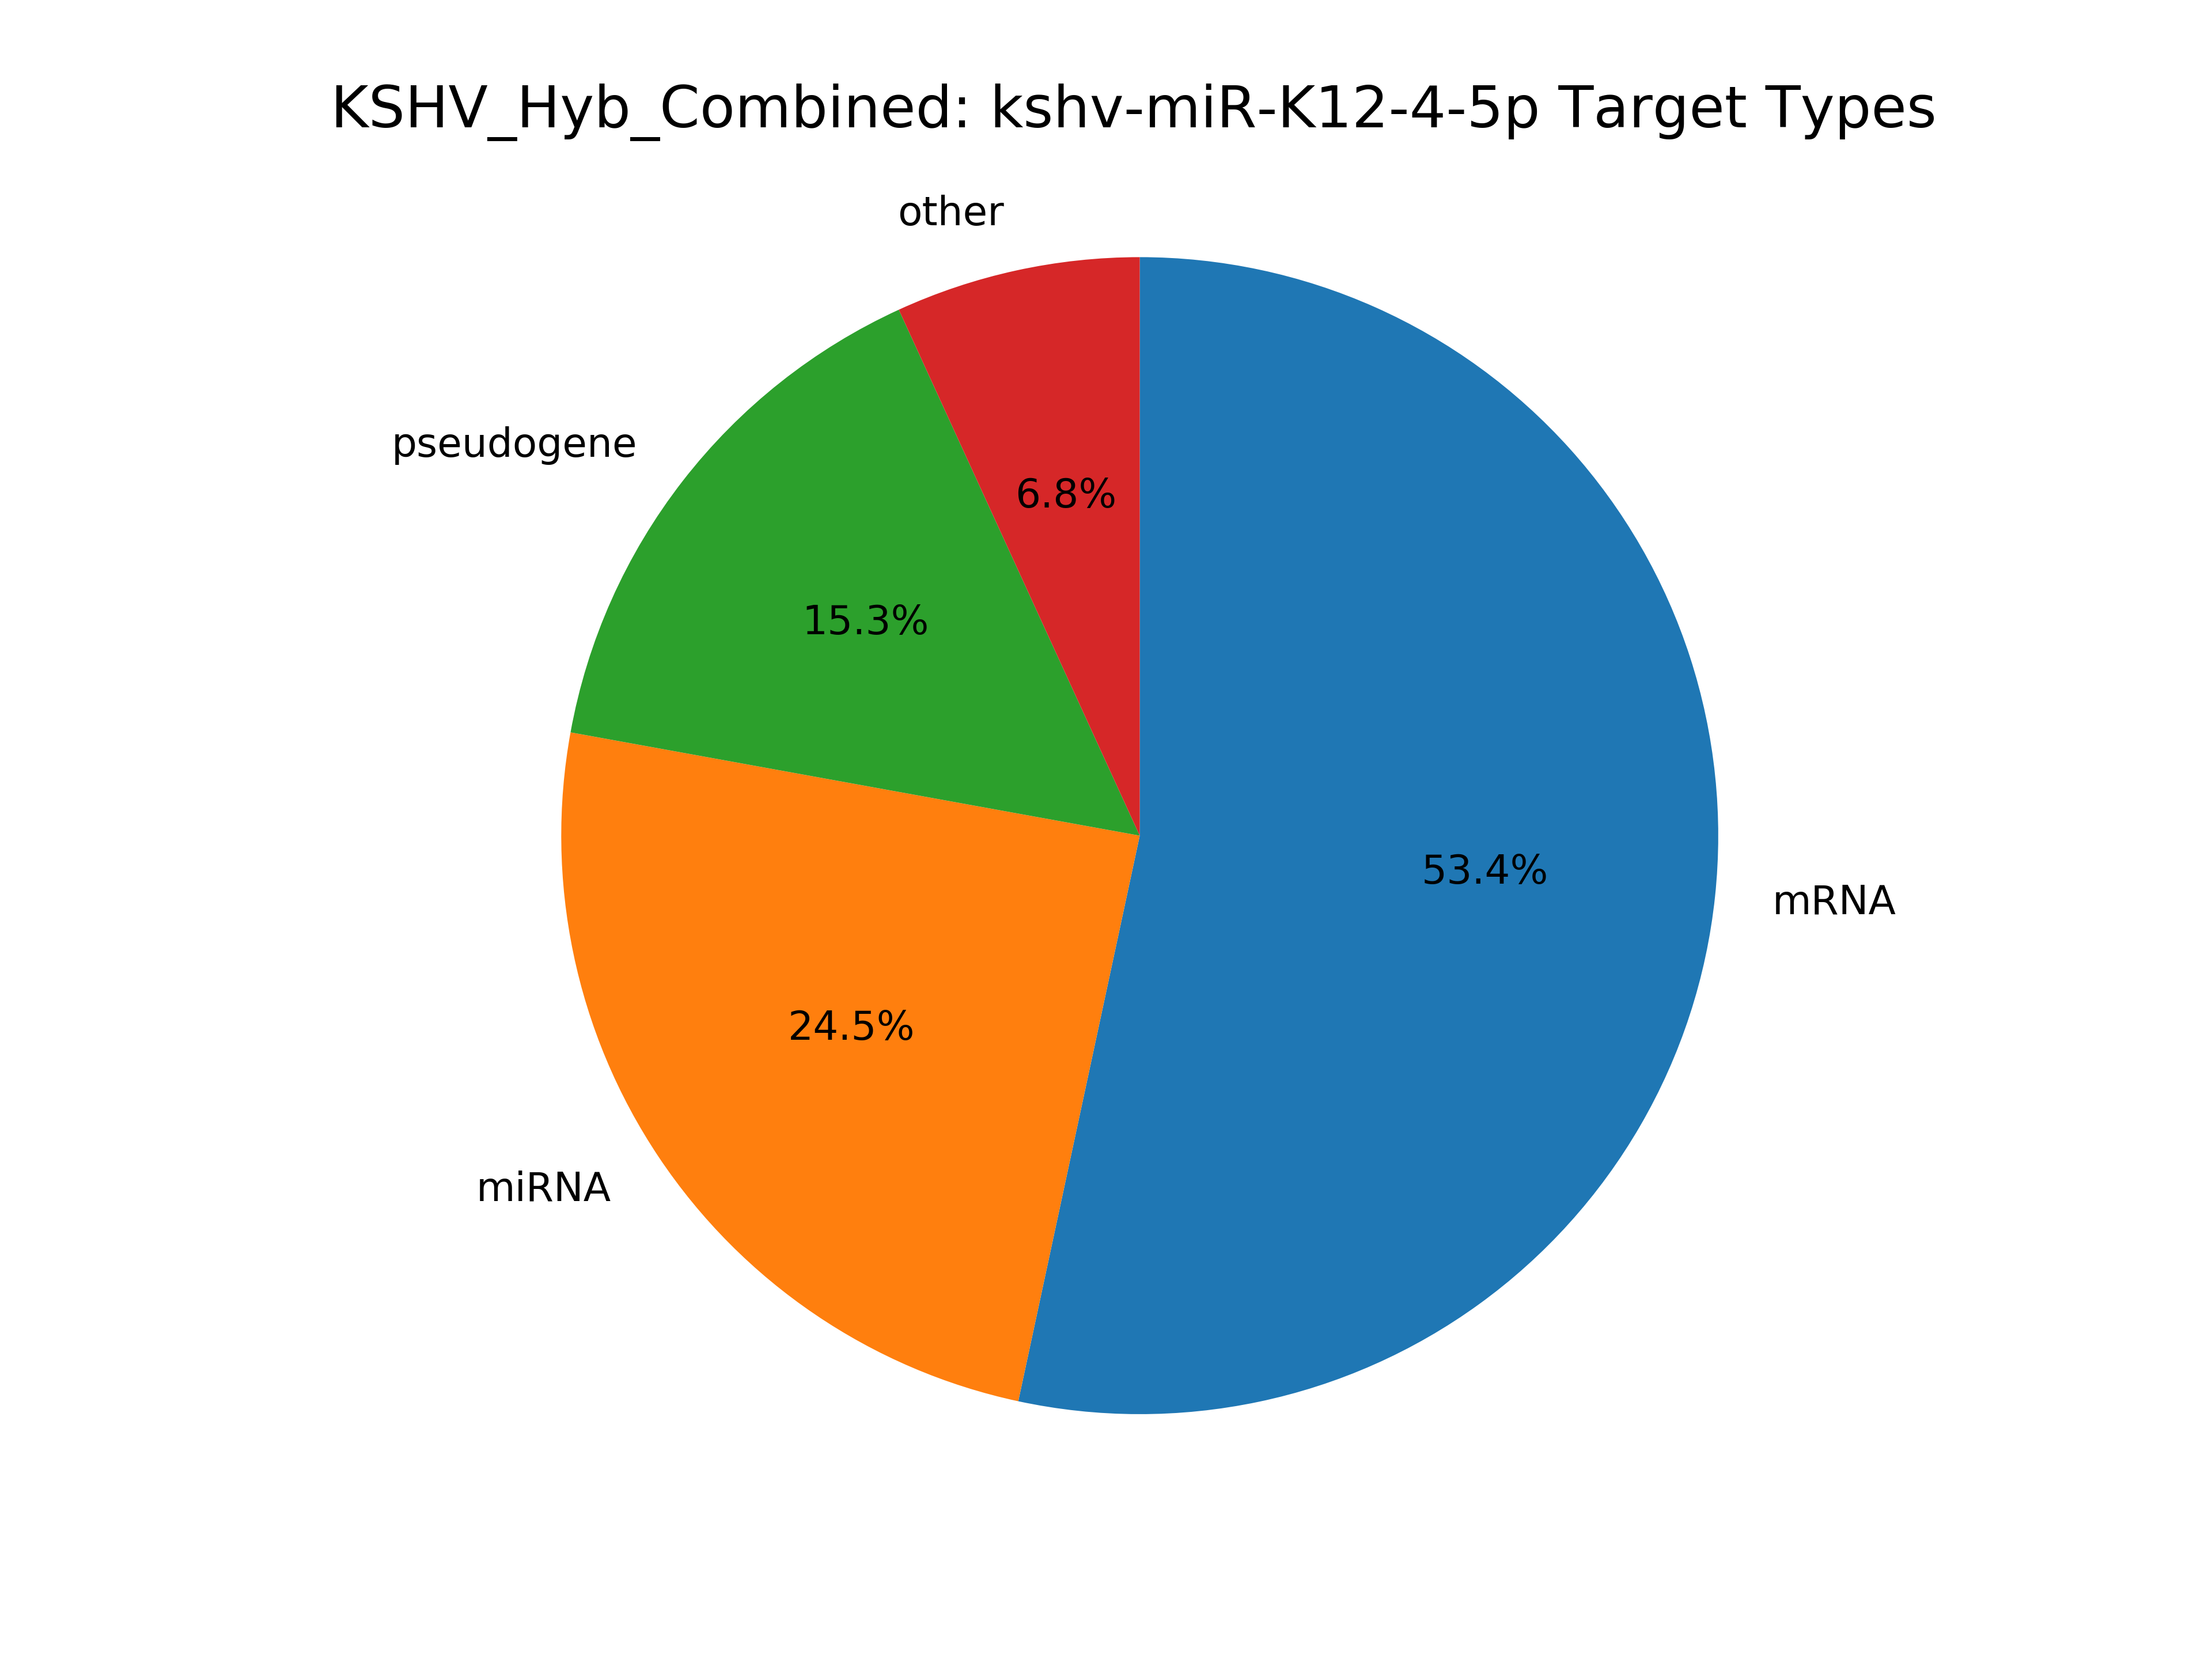 KSHV_Hyb_Combined: kshv-miR-K12-4-5p Target Types
other
pseudogene
6.8%
15.3%
53.4%
mRNA
24.5%
miRNA